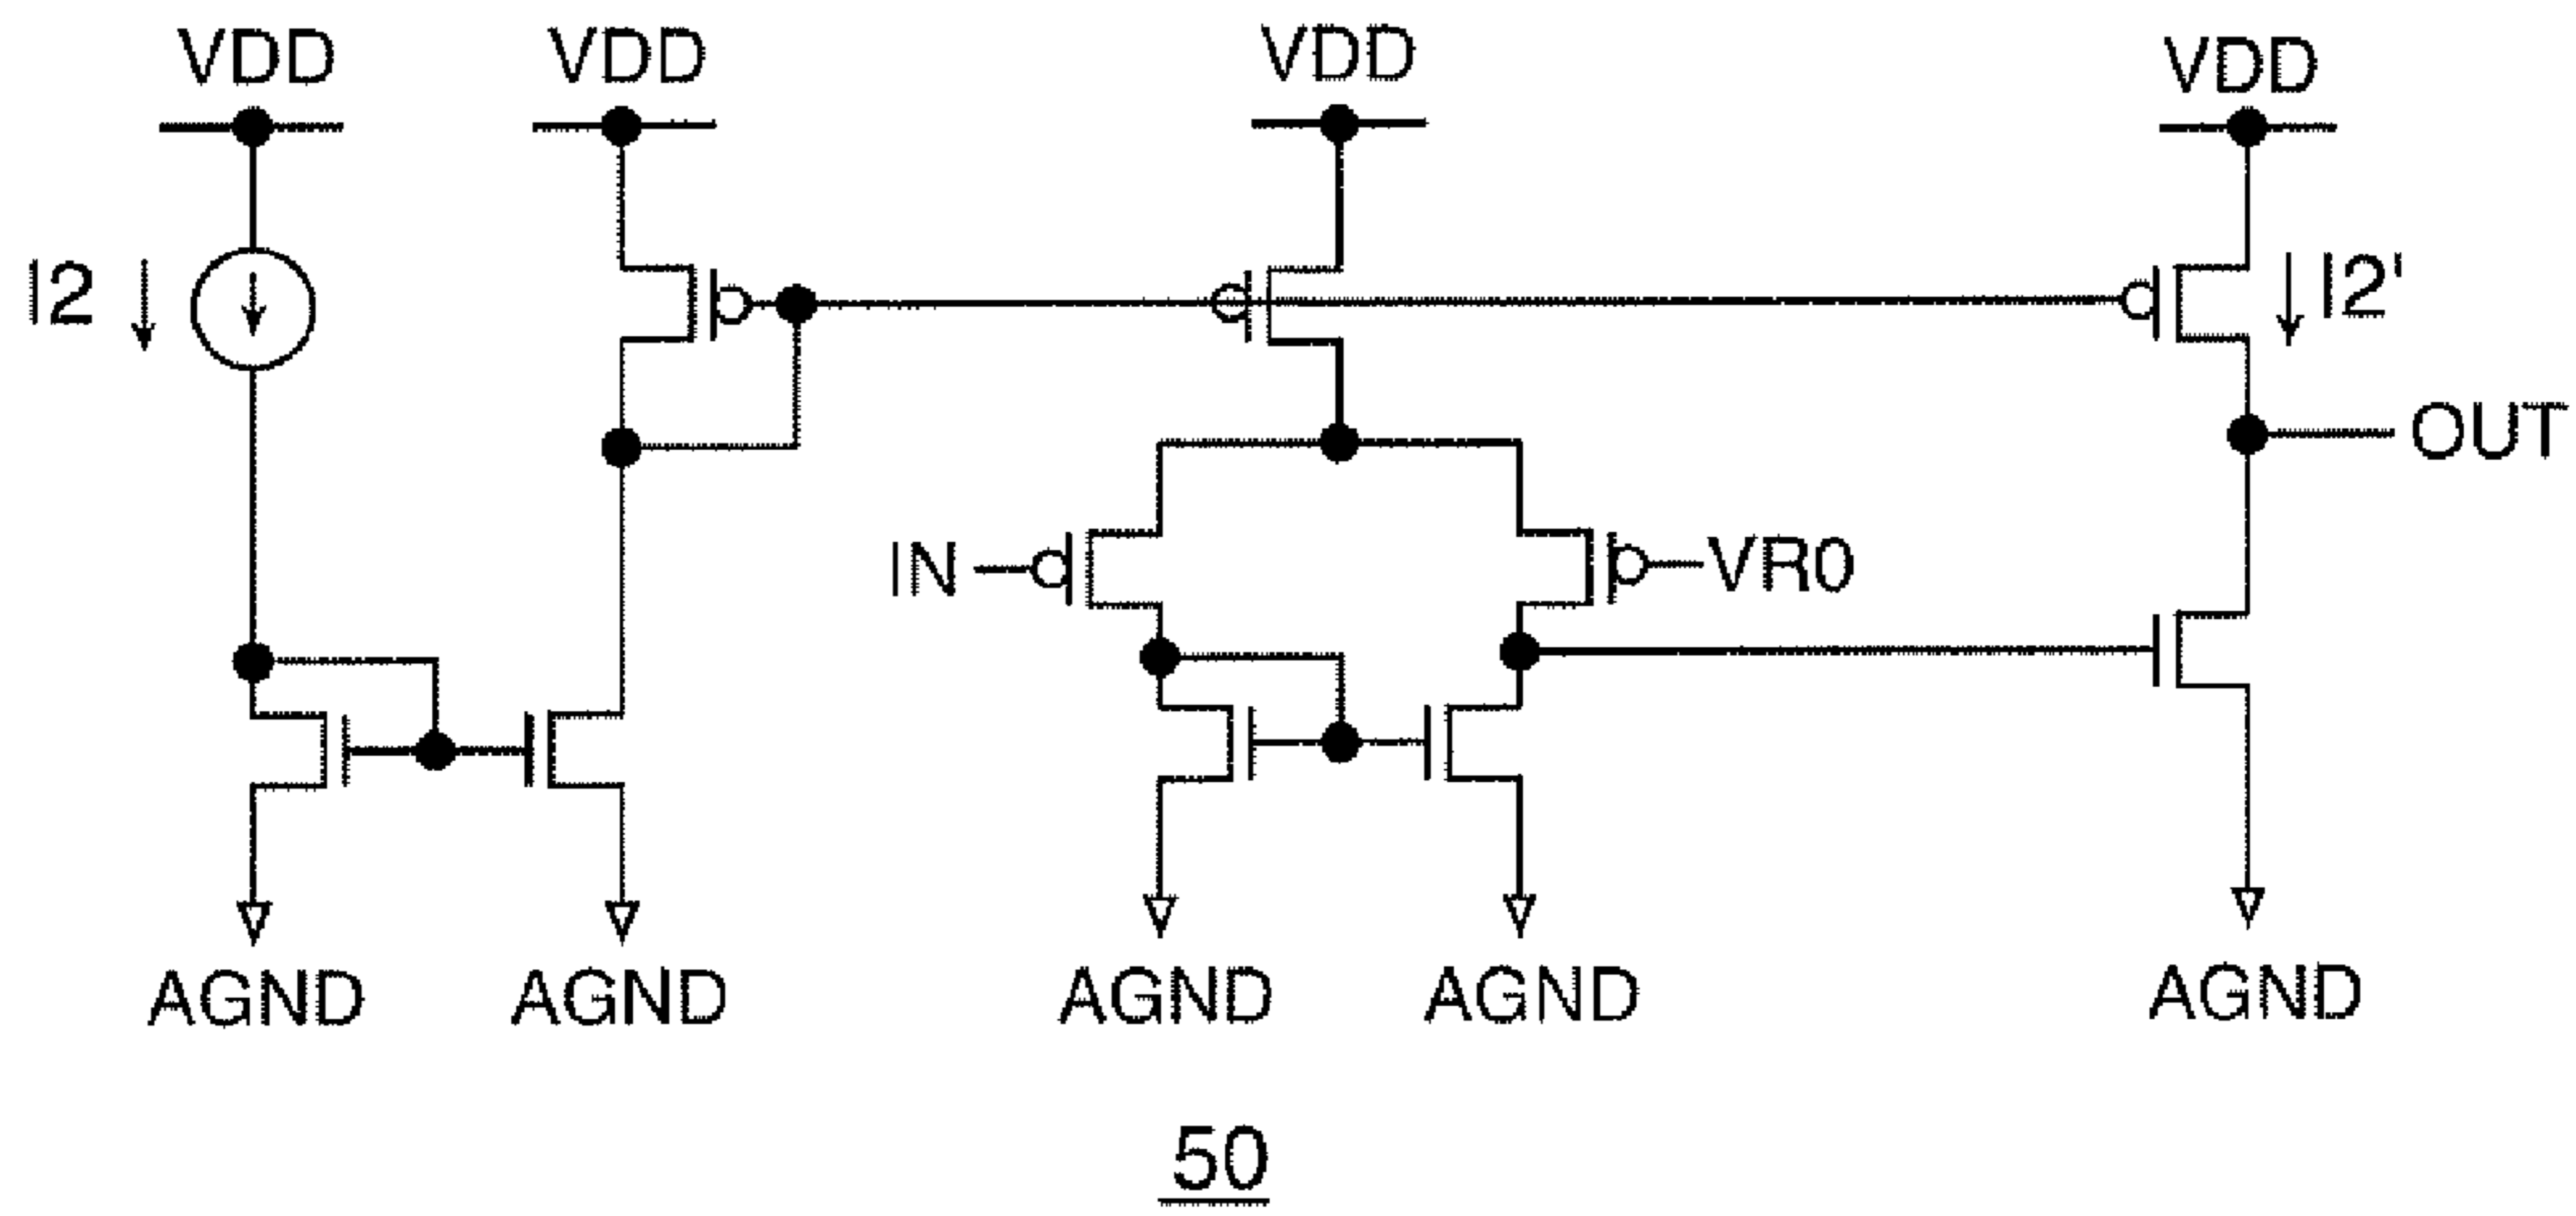 VDD VDD VDD VDD
I2 I2'
OUT
IN VR0
AGND AGND AGND AGND AGND
50